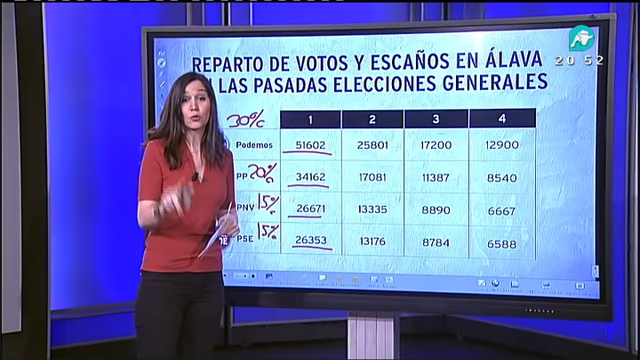 20 52
REPARTO DE VOTOS Y ESCAÑOS EN ÁLAVA
LAS PASADAS ELECCIONES GENERALES
30% 1 2 3 4
Podemos 51602 25801 17200 12900
PP 20% 34162 17081 11387 8540
PNV 15% 26671 13335 8890 6667
PSE 15% 26353 13176 8784 6588